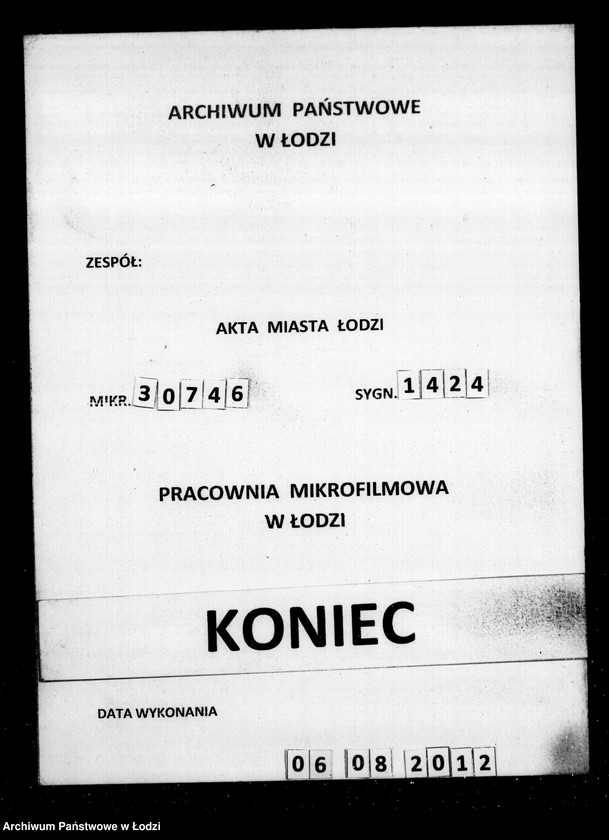 ARCHIWUM PAŃSTWOWE
W ŁODZI
ZESPÓŁ:
AKTA MIASTA ŁODZI
MIKR. 30746 SYGN. 1424
PRACOWNIA MIKROFILMOWA
W ŁODZI
KONIEC
DATA WYKONANIA
06 08 2012
Archiwum Państwowe w Łodzi